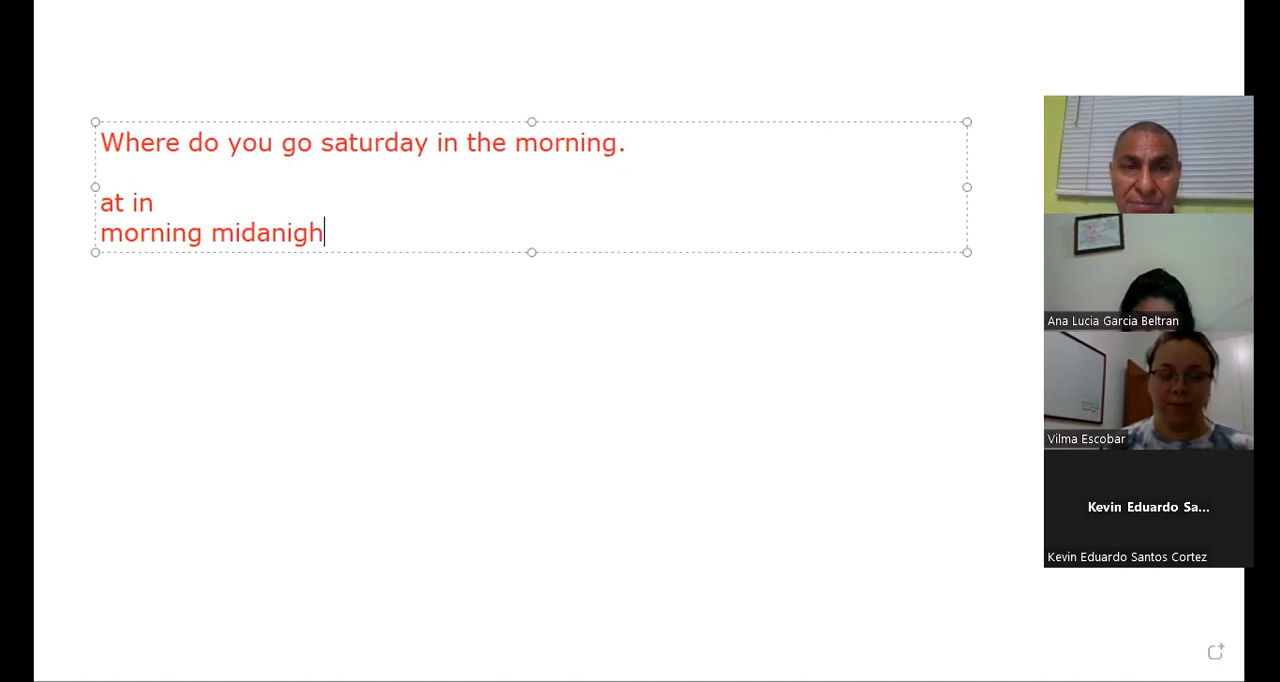 Where do you go saturday in the morning.
at in
morning midanigh
Ana Lucia Garcia Beltran
Vilma Escobar
Kevin Eduardo Sa...
Kevin Eduardo Santos Cortez